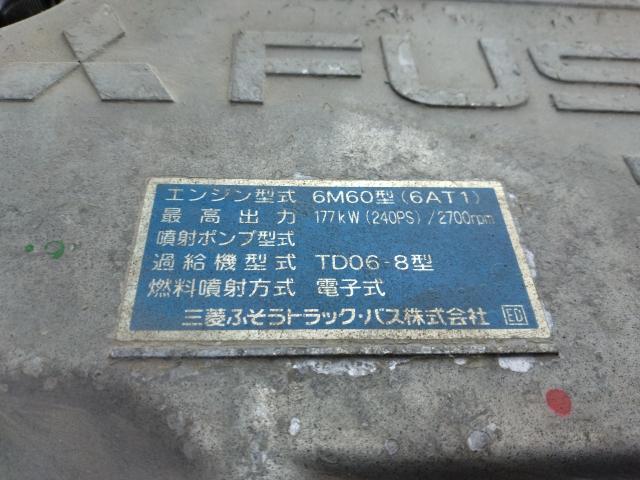 FUS
エンジン型式 6M60型(6AT1)
最高出力 177kW(240PS)/2700rpm
噴射ポンプ型式
過給機型式 TD06-8型
燃料噴射方式 電子式
三菱ふそうトラック・バス株式会社 ED